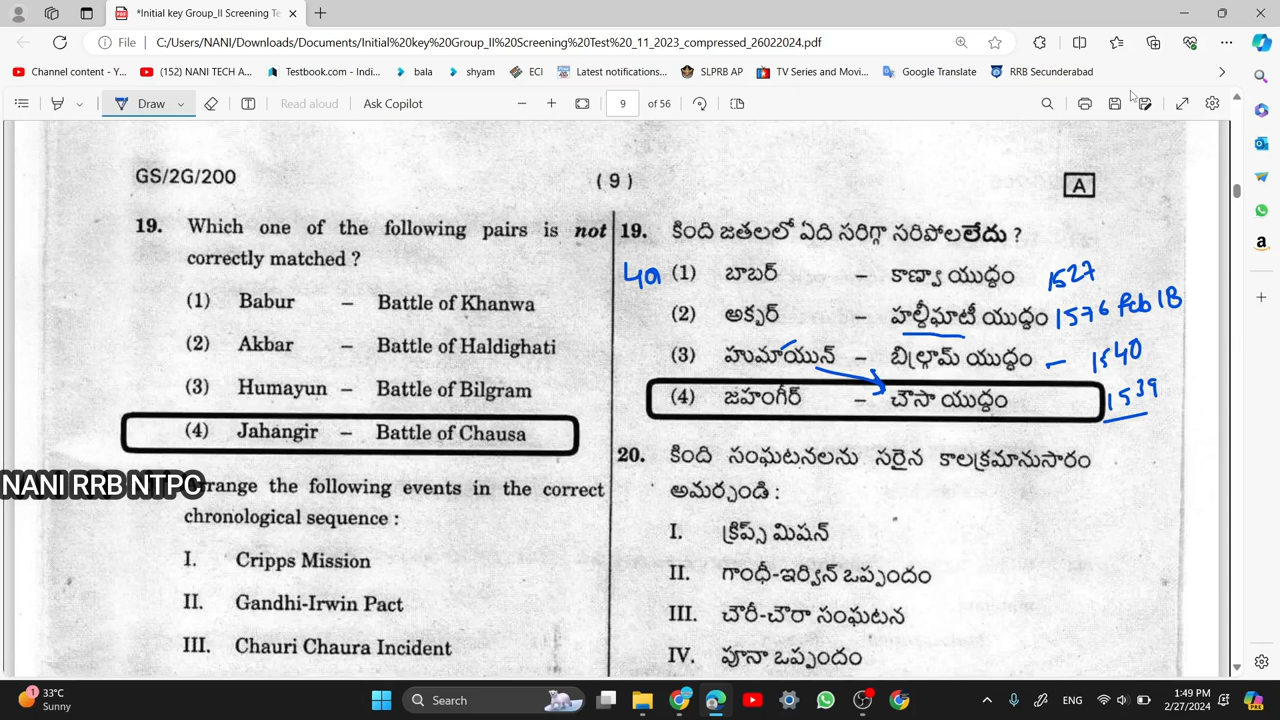 *Initial key Group_II Screening Te
File
C:/Users/NANI/Downloads/Documents/Initial%20key%20Group_II%20Screening%20Test%20_11_2023_compressed_26022024.pdf
Channel content - Y...
(152) NANI TECH A...
Testbook.com - Indi...
bala
shyam
ECI
Latest notifications...
SLPRB AP
TV Series and Movi...
Google Translate
RRB Secunderabad
Draw
Read aloud
Ask Copilot
9 of 56
GS/2G/200
( 9 )
A
19. Which one of the following pairs is not
correctly matched ?
(1) Babur – Battle of Khanwa
(2) Akbar – Battle of Haldighati
(3) Humayun – Battle of Bilgram
(4) Jahangir – Battle of Chausa
NANI RRB NTPC
rrange the following events in the correct
chronological sequence :
I. Cripps Mission
II. Gandhi-Irwin Pact
III. Chauri Chaura Incident
19. కింది జతలలో ఏది సరిగ్గా సరిపోలలేదు ?
(1) బాబర్ – కాణ్వా యుద్ధం 1527
(2) అక్బర్ – హల్దీఘాటీ యుద్ధం 1576 Feb 18
(3) హుమాయున్ – బిల్గ్రామ్ యుద్ధం – 1540
(4) జహంగీర్ – చౌసా యుద్ధం 1539
20. కింది సంఘటనలను సరైన కాలక్రమానుసారం
అమర్చండి :
I. క్రిప్స్ మిషన్
II. గాంధీ-ఇర్విన్ ఒప్పందం
III. చౌరీ-చౌరా సంఘటన
IV. పూనా ఒప్పందం
1
33°C
Sunny
Search
ENG
1:49 PM
2/27/2024